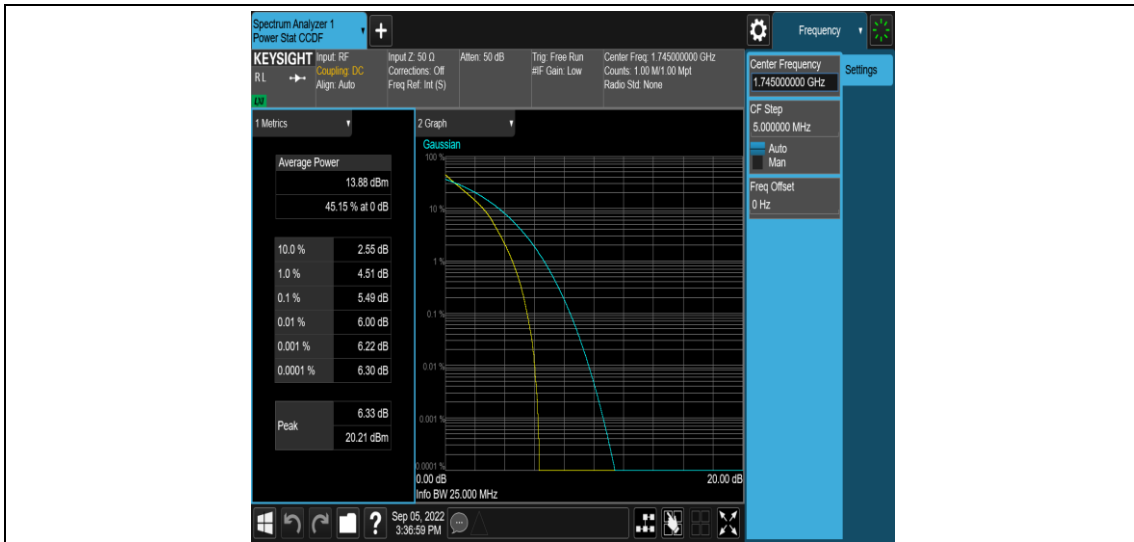 Spectrum Analyzer 1
Power Stat CCDF
+
Frequency
KEYSIGHT
RL
LXI
Input: RF
Coupling: DC
Align: Auto
Input Z: 50 Ω
Corrections: Off
Freq Ref: Int (S)
Atten: 50 dB
Trig: Free Run
#IF Gain: Low
Center Freq: 1.745000000 GHz
Counts: 1.00 M/1.00 Mpt
Radio Std: None
Center Frequency
1.745000000 GHz
Settings
CF Step
5.000000 MHz
Auto
Man
Freq Offset
0 Hz
1 Metrics
Average Power
13.88 dBm
45.15 % at 0 dB
10.0 % 2.55 dB
1.0 % 4.51 dB
0.1 % 5.49 dB
0.01 % 6.00 dB
0.001 % 6.22 dB
0.0001 % 6.30 dB
Peak
6.33 dB
20.21 dBm
2 Graph
Gaussian
100 %
10 %
1 %
0.1 %
0.01 %
0.001 %
0.0001 %
0.00 dB 20.00 dB
Info BW 25.000 MHz
?
Sep 05, 2022
3:36:59 PM